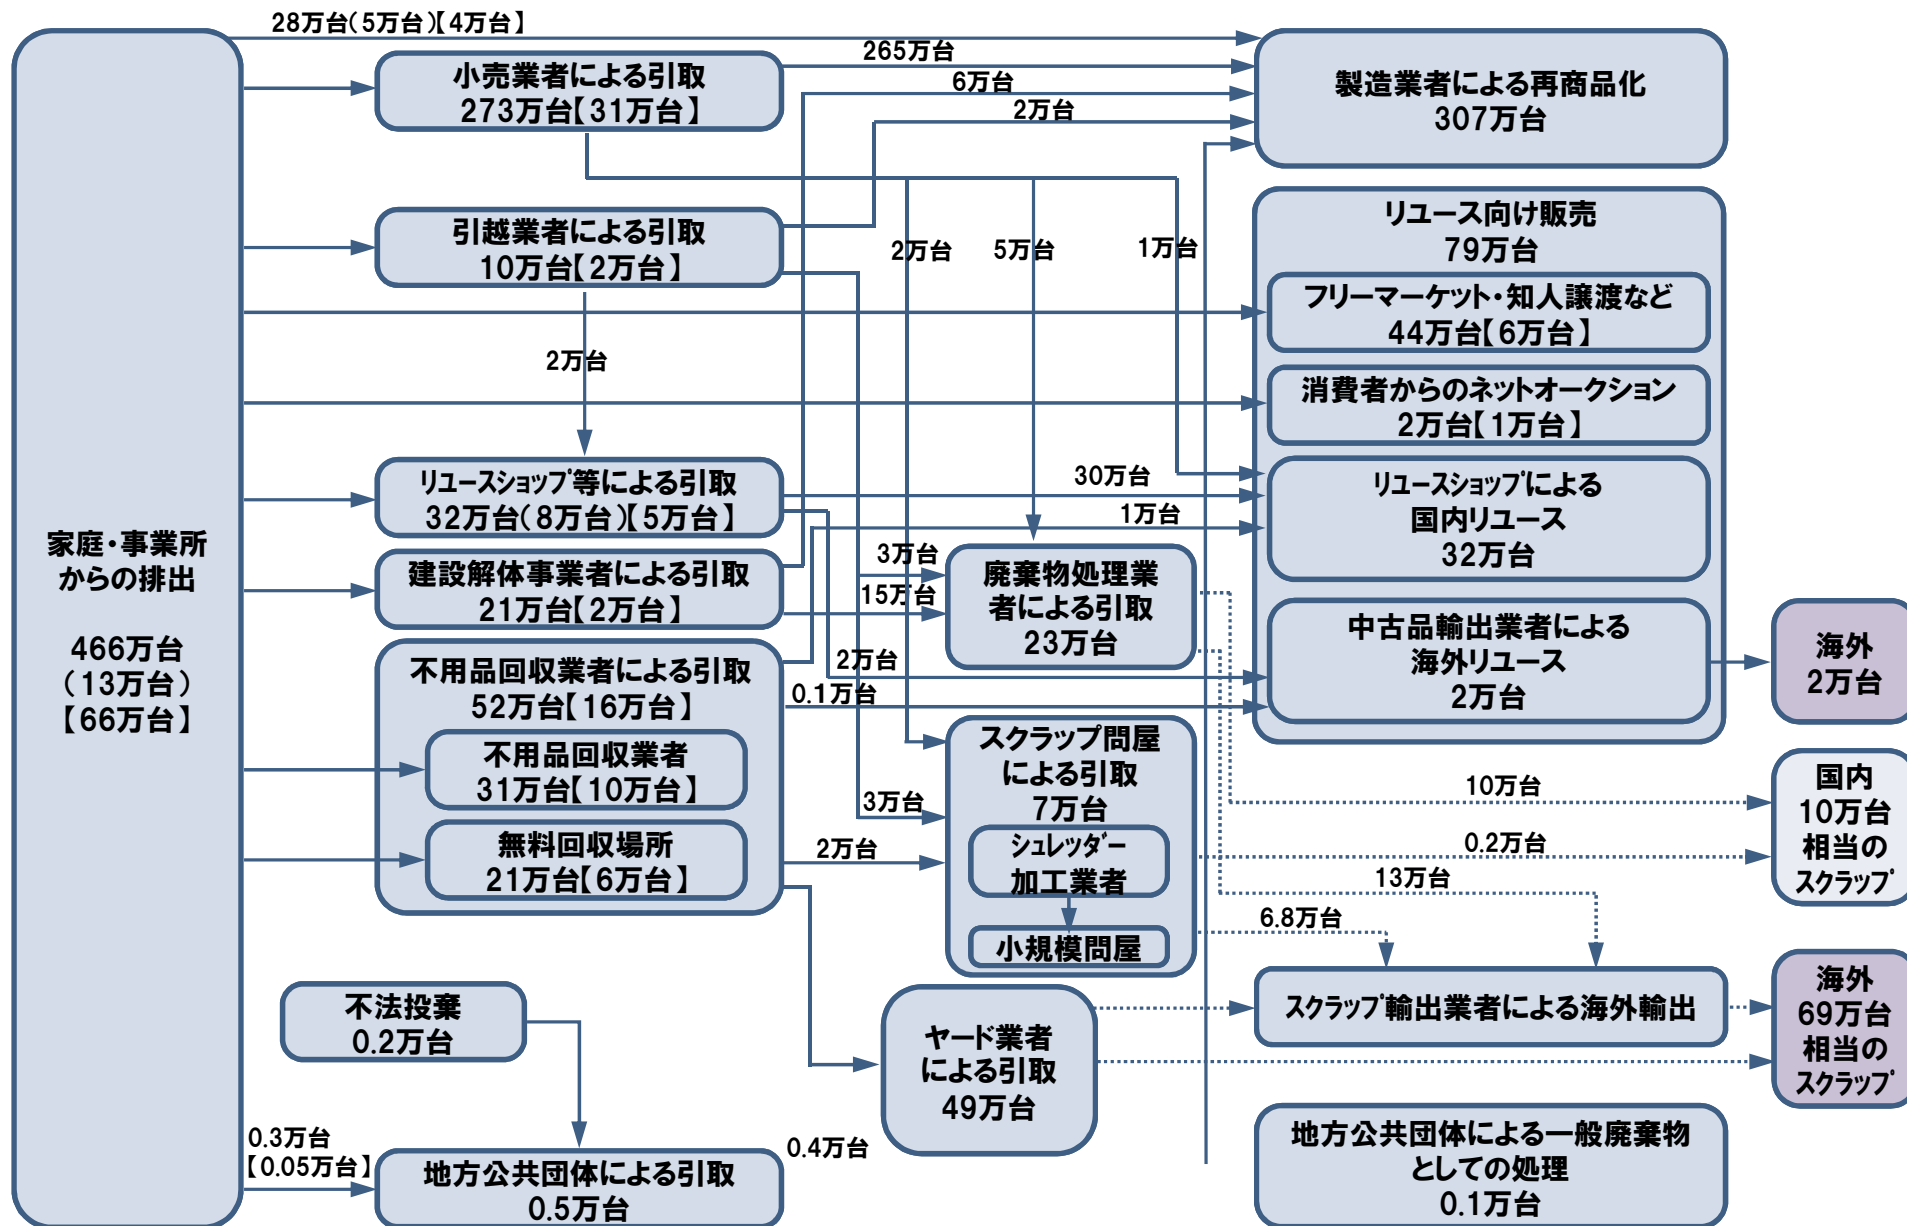 28万台(5万台)【4万台】
265万台
6万台
2万台
小売業者による引取
273万台【31万台】
製造業者による再商品化
307万台
引越業者による引取
10万台【2万台】
2万台
5万台
1万台
リユース向け販売
79万台
フリーマーケット・知人譲渡など
44万台【6万台】
2万台
消費者からのネットオークション
2万台【1万台】
リユースショップ等による引取
32万台(8万台)【5万台】
30万台
1万台
リユースショップによる
国内リユース
32万台
家庭・事業所
からの排出
466万台
(13万台)
【66万台】
建設解体事業者による引取
21万台【2万台】
3万台
15万台
廃棄物処理業
者による引取
23万台
中古品輸出業者による
海外リユース
2万台
海外
2万台
不用品回収業者による引取
52万台【16万台】
2万台
0.1万台
不用品回収業者
31万台【10万台】
無料回収場所
21万台【6万台】
3万台
2万台
スクラップ問屋
による引取
7万台
シュレッダー
加工業者
小規模問屋
10万台
0.2万台
13万台
6.8万台
国内
10万台
相当の
スクラップ
不法投棄
0.2万台
ヤード業者
による引取
49万台
スクラップ輸出業者による海外輸出
海外
69万台
相当の
スクラップ
0.3万台
【0.05万台】
地方公共団体による引取
0.5万台
0.4万台
地方公共団体による一般廃棄物
としての処理
0.1万台